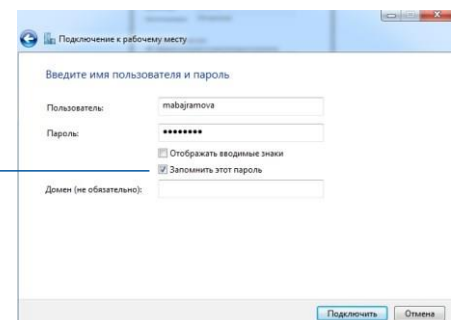 Подключение к рабочему месту
Введите имя пользователя и пароль
Пользователь: mabajramova
Пароль: ••••••••
Отображать вводимые знаки
Запомнить этот пароль
Домен (не обязательно):
Подключить Отмена